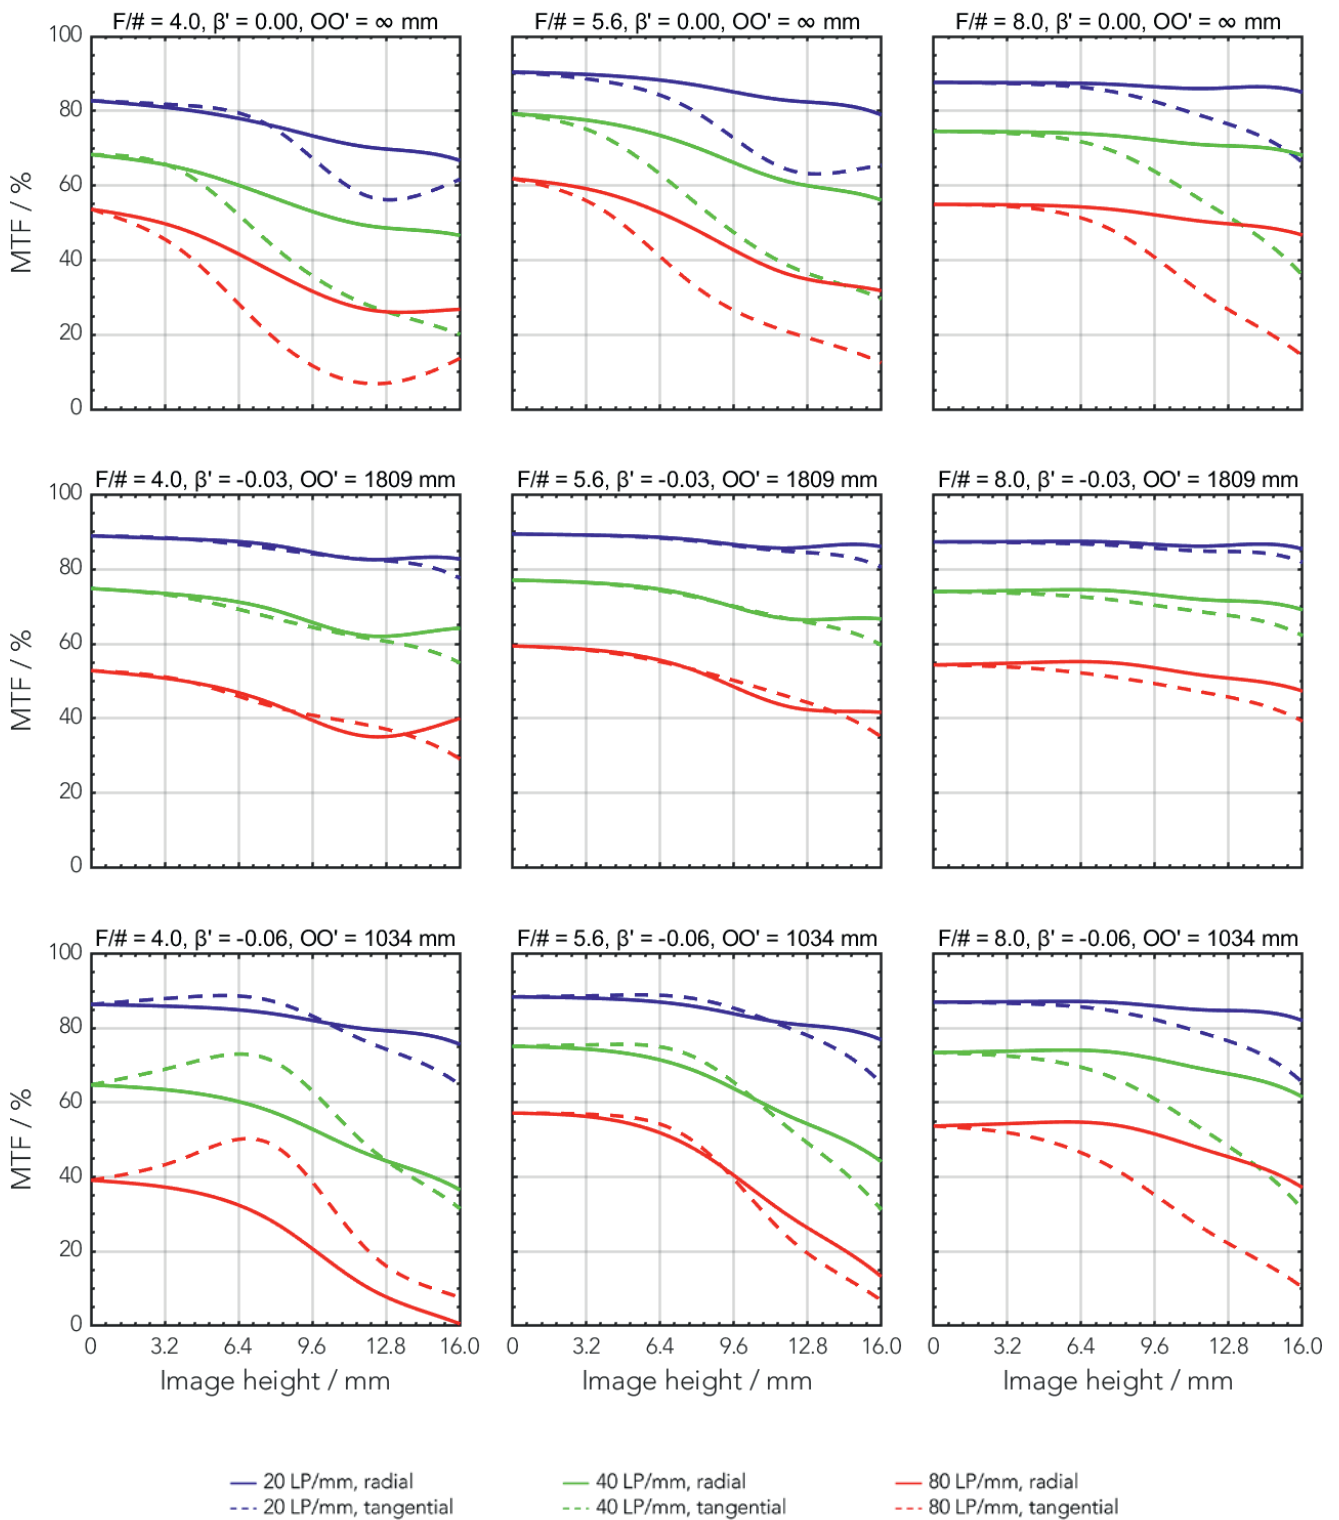 F/# = 4.0, β' = 0.00, OO' = ∞ mm
F/# = 5.6, β' = 0.00, OO' = ∞ mm
F/# = 8.0, β' = 0.00, OO' = ∞ mm
100
80
60
40
20
0
MTF / %
F/# = 4.0, β' = -0.03, OO' = 1809 mm
F/# = 5.6, β' = -0.03, OO' = 1809 mm
F/# = 8.0, β' = -0.03, OO' = 1809 mm
100
80
60
40
20
0
MTF / %
F/# = 4.0, β' = -0.06, OO' = 1034 mm
F/# = 5.6, β' = -0.06, OO' = 1034 mm
F/# = 8.0, β' = -0.06, OO' = 1034 mm
100
80
60
40
20
0
MTF / %
0 3.2 6.4 9.6 12.8 16.0
0 3.2 6.4 9.6 12.8 16.0
0 3.2 6.4 9.6 12.8 16.0
Image height / mm
Image height / mm
Image height / mm
20 LP/mm, radial
40 LP/mm, radial
80 LP/mm, radial
20 LP/mm, tangential
40 LP/mm, tangential
80 LP/mm, tangential